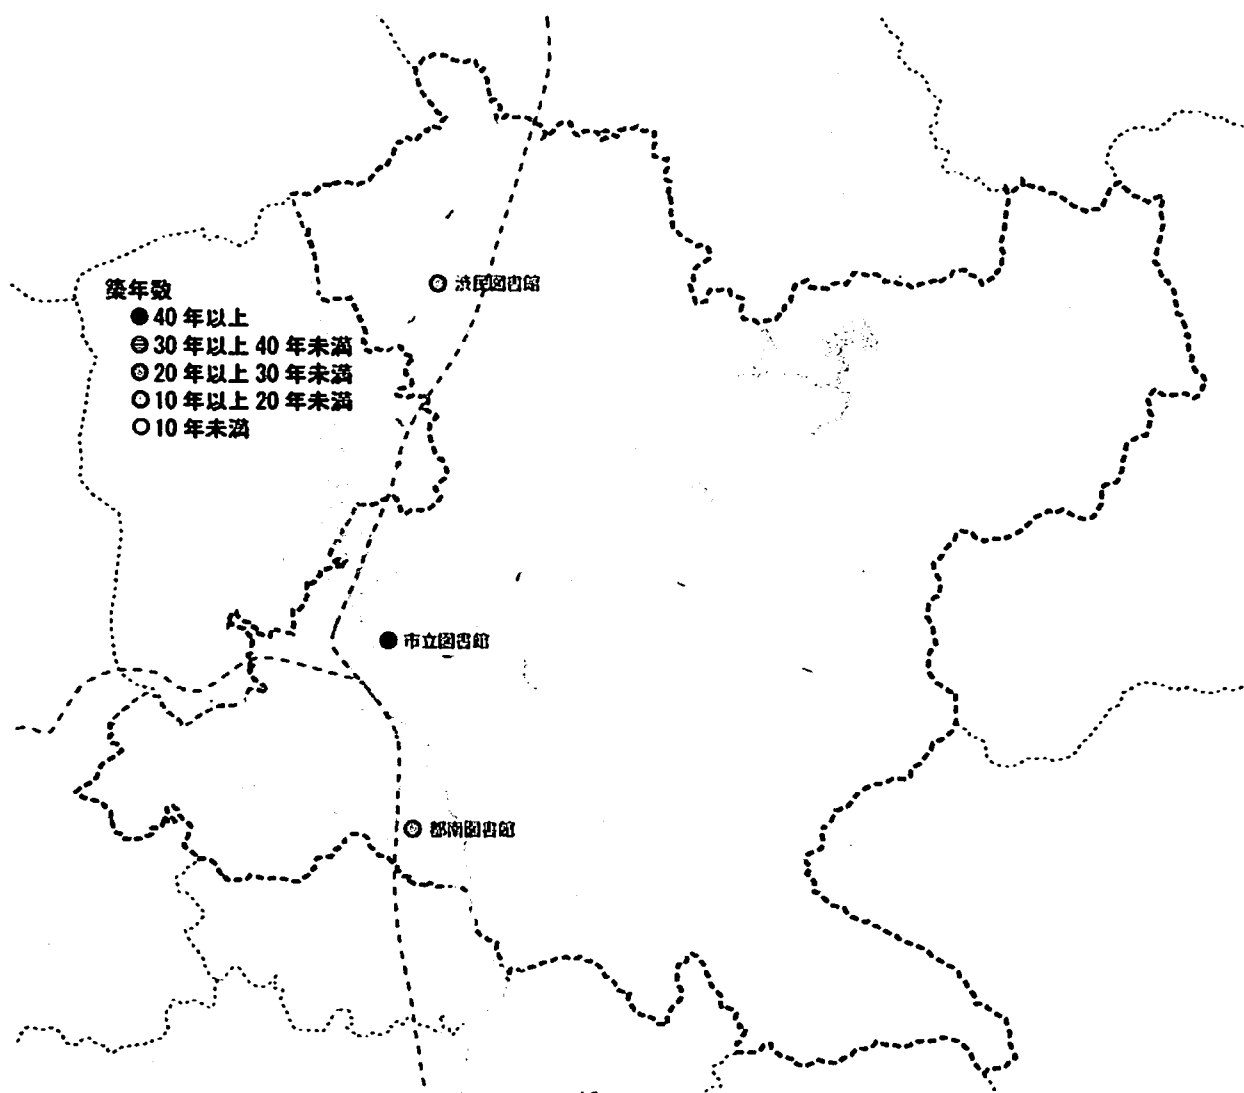 築年数
●40年以上
30年以上 40年未満
◎20年以上 30年未満
10年以上 20年未満
○10年未満
渋民図書館
市立図書館
都南図書館